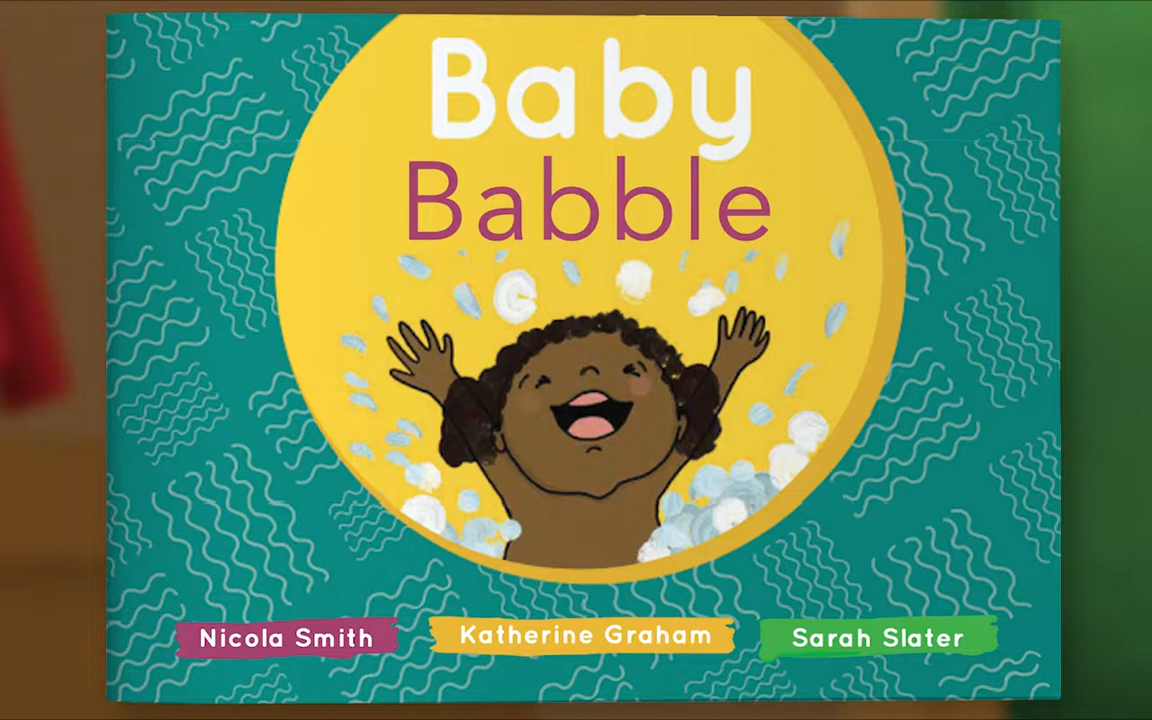 Baby
Babble
Nicola Smith
Katherine Graham
Sarah Slater